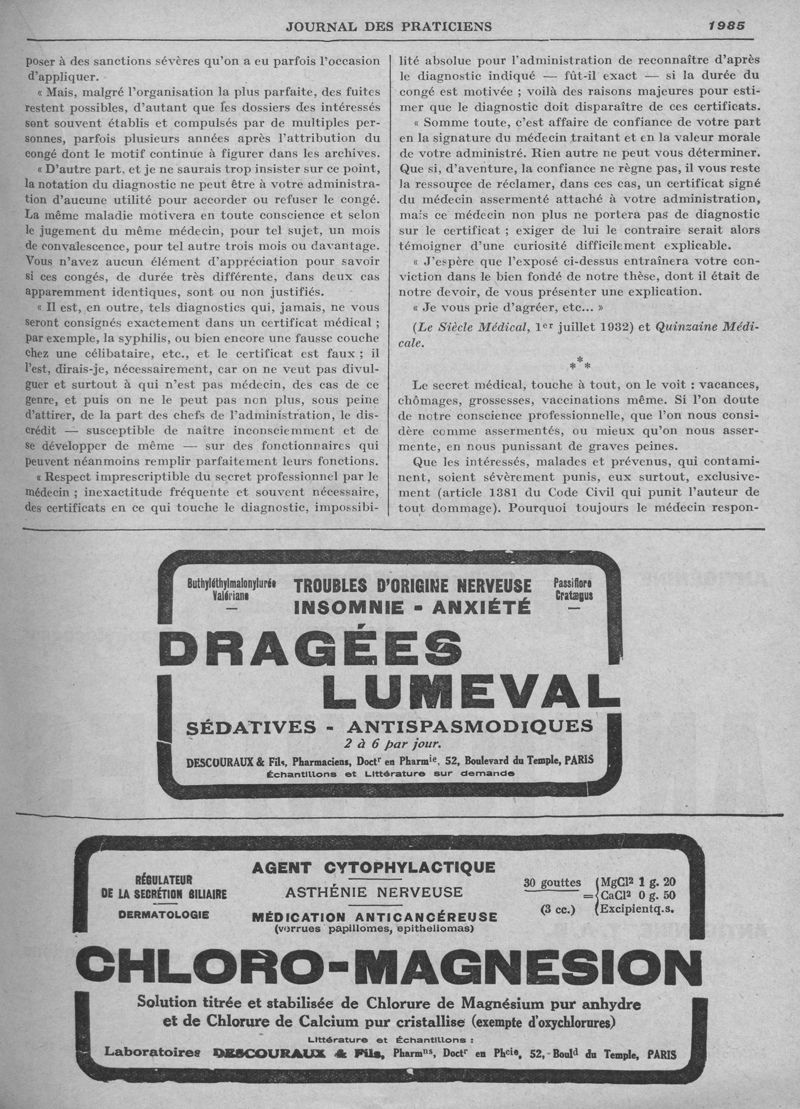 JOURNAL DES PRATICIENS 1985
poser à des sanctions sévères qu'on a eu parfois l'occasion
d'appliquer.
« Mais, malgré l'organisation la plus parfaite, des fuites
restent possibles, d'autant que les dossiers des intéressés
sont souvent établis et compulsés par de multiples per-
sonnes, parfois plusieurs années après l'attribution du
congé dont le motif continue à figurer dans les archives.
« D'autre part, et je ne saurais trop insister sur ce point,
la notation du diagnostic ne peut être à votre administra-
tion d'aucune utilité pour accorder ou refuser le congé.
La même maladie motivera en toute conscience et selon
le jugement du même médecin, pour tel sujet, un mois
de convalescence, pour tel autre trois mois ou davantage.
Vous n'avez aucun élément d'appréciation pour savoir
si ces congés, de durée très différente, dans deux cas
apparemment identiques, sont ou non justifiés.
« Il est, en outre, tels diagnostics qui, jamais, ne vous
seront consignés exactement dans un certificat médical ;
par exemple, la syphilis, ou bien encore une fausse couche
chez une célibataire, etc., et le certificat est faux ; il
l'est, dirais-je, nécessairement, car on ne veut pas divul-
guer et surtout à qui n'est pas médecin, des cas de ce
genre, et puis on ne le peut pas non plus, sous peine
d'attirer, de la part des chefs de l'administration, le dis-
crédit — susceptible de naître inconsciemment et de
se développer de même — sur des fonctionnaires qui
peuvent néanmoins remplir parfaitement leurs fonctions.
« Respect imprescriptible du secret professionnel par le
médecin ; inexactitude fréquente et souvent nécessaire,
des certificats en ce qui touche le diagnostic, impossibi-
lité absolue pour l'administration de reconnaître d'après
le diagnostic indiqué — fût-il exact — si la durée du
congé est motivée ; voilà des raisons majeures pour esti-
mer que le diagnostic doit disparaître de ces certificats.
« Somme toute, c'est affaire de confiance de votre part
en la signature du médecin traitant et en la valeur morale
de votre administré. Rien autre ne peut vous déterminer.
Que si, d'aventure, la confiance ne règne pas, il vous reste
la ressource de réclamer, dans ces cas, un certificat signé
du médecin assermenté attaché à votre administration,
mais ce médecin non plus ne portera pas de diagnostic
sur le certificat ; exiger de lui le contraire serait alors
témoigner d'une curiosité difficilement explicable.
« J'espère que l'exposé ci-dessus entraînera votre con-
viction dans le bien fondé de notre thèse, dont il était de
notre devoir, de vous présenter une explication.
« Je vous prie d'agréer, etc... »
(Le Siècle Médical, 1er juillet 1932) et Quinzaine Médi-
cale.
* * *
Le secret médical, touche à tout, on le voit : vacances,
chômages, grossesses, vaccinations même. Si l'on doute
de notre conscience professionnelle, que l'on nous consi-
dère comme assermentés, ou mieux qu'on nous asser-
mente, en nous punissant de graves peines.
Que les intéressés, malades et prévenus, qui contami-
nent, soient sévèrement punis, eux surtout, exclusive-
ment (article 1381 du Code Civil qui punit l'auteur de
tout dommage). Pourquoi toujours le médecin respon-
Buthyléthylmalonylurée
Valériane
—
TROUBLES D'ORIGINE NERVEUSE
INSOMNIE - ANXIÉTÉ
Passiflore
Cratægus
—
DRAGÉES
LUMEVAL
SÉDATIVES - ANTISPASMODIQUES
2 à 6 par jour.
DESCOURAUX & Fils, Pharmaciens, Doctr en Pharmie, 52, Boulevard du Temple, PARIS
Échantillons et Littérature sur demande
RÉGULATEUR
DE LA SECRÉTION BILIAIRE
DERMATOLOGIE
AGENT CYTOPHYLACTIQUE
ASTHÉNIE NERVEUSE
MÉDICATION ANTICANCÉREUSE
(verrues papillomes, epitheliomas)
30 gouttes
(3 cc.)
=
MgCl² 1 g. 20
CaCl² 0 g. 50
Excipient q.s.
CHLORO-MAGNESION
Solution titrée et stabilisée de Chlorure de Magnésium pur anhydre
et de Chlorure de Calcium pur cristallise (exempte d'oxychlorures)
Littérature et Échantillons :
Laboratoires DESCOURAUX & Fils, Pharmns, Doctr en Phcie, 52, - Bould du Temple, PARIS